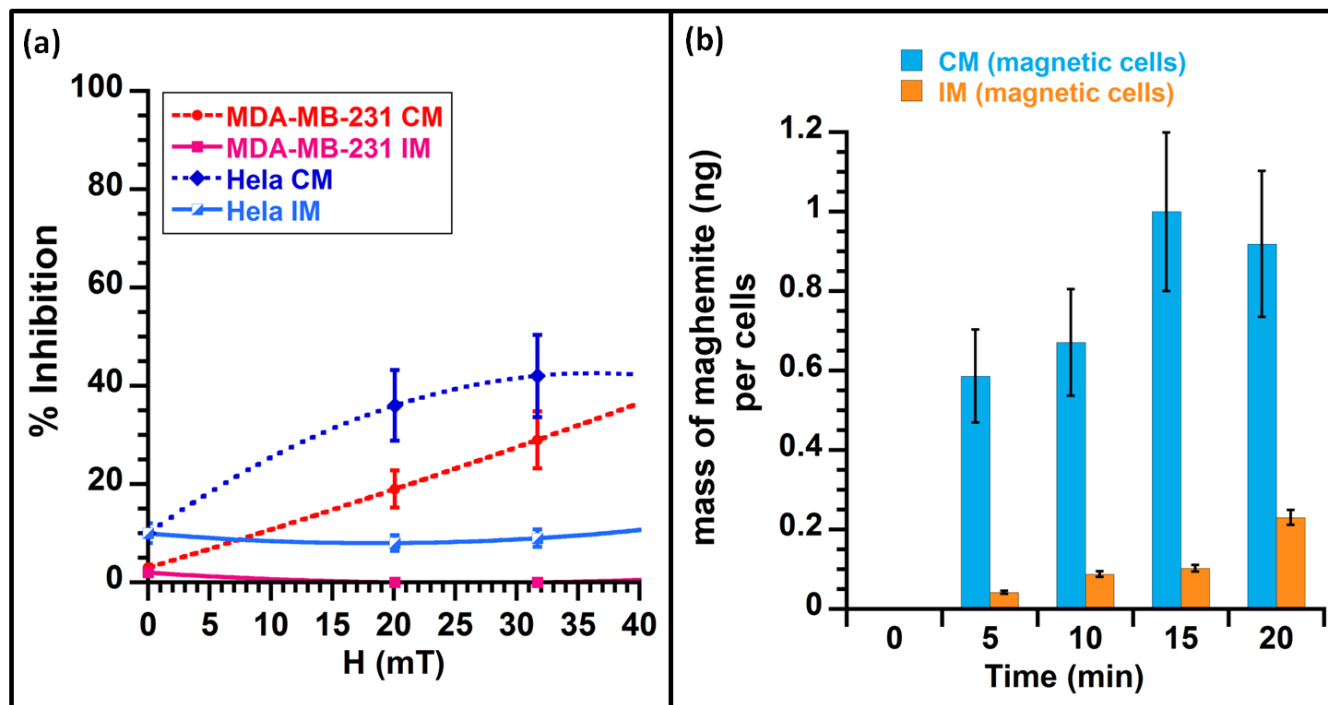 (a)
100
80
60
40
20
0
% Inhibition
MDA-MB-231 CM
MDA-MB-231 IM
Hela CM
Hela IM
0 5 10 15 20 25 30 35 40
H (mT)
(b)
CM (magnetic cells)
IM (magnetic cells)
1.2
1
0.8
0.6
0.4
0.2
0
mass of maghemite (ng)
per cells
0 5 10 15 20
Time (min)